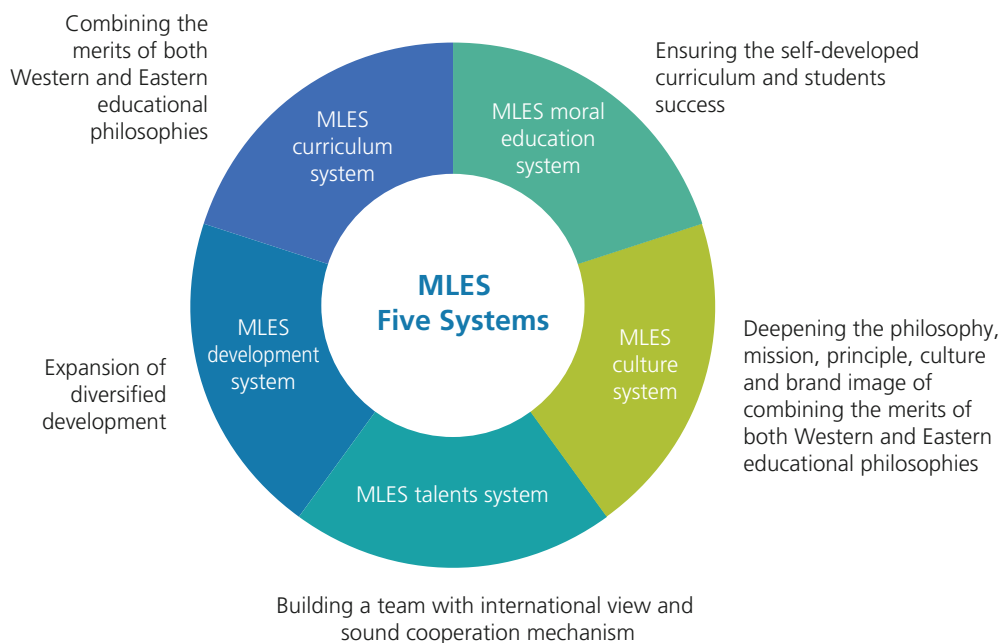 Combining the
merits of both
Western and Eastern
educational
philosophies
Ensuring the self-developed
curriculum and students
success
MLES
curriculum
system
MLES moral
education
system
MLES
Five Systems
MLES
development
system
MLES
culture
system
Expansion of
diversified
development
Deepening the philosophy,
mission, principle, culture
and brand image of
combining the merits of
both Western and Eastern
educational philosophies
MLES talents system
Building a team with international view and
sound cooperation mechanism